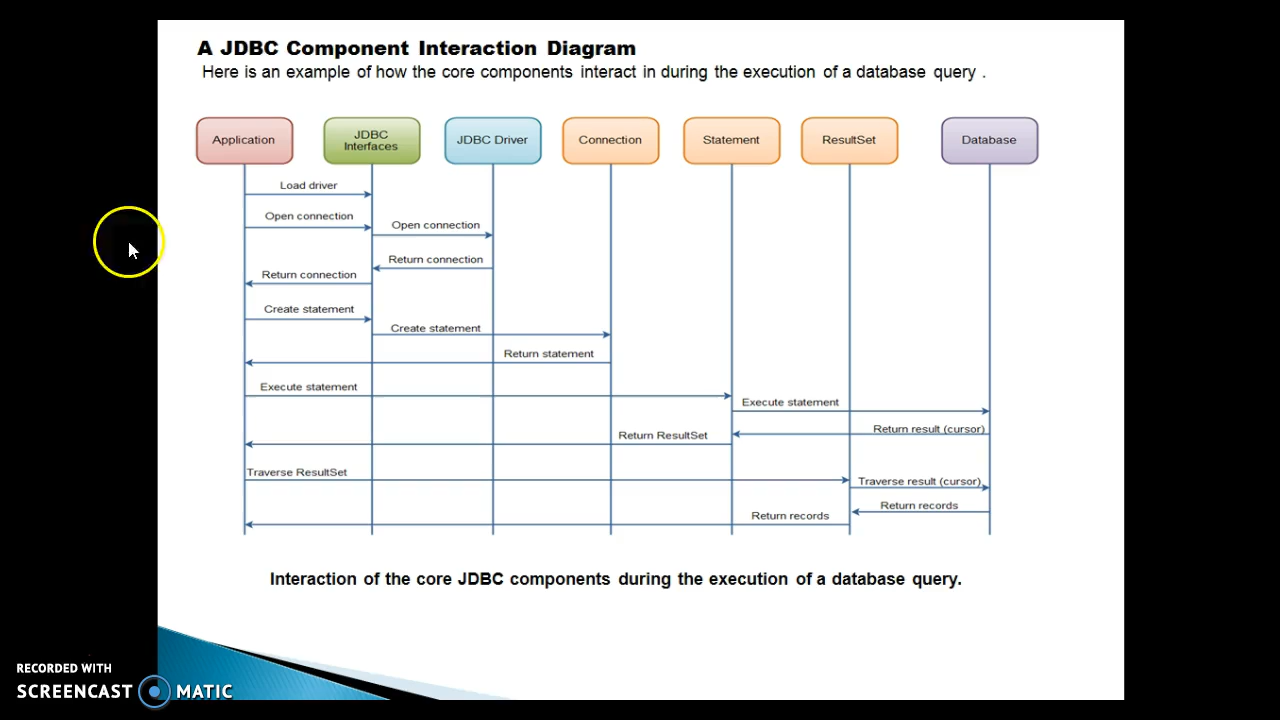 A JDBC Component Interaction Diagram
Here is an example of how the core components interact in during the execution of a database query .
Application
JDBC
Interfaces
JDBC Driver
Connection
Statement
ResultSet
Database
Load driver
Open connection
Open connection
Return connection
Return connection
Create statement
Create statement
Return statement
Execute statement
Execute statement
Return result (cursor)
Return ResultSet
Traverse ResultSet
Traverse result (cursor)
Return records
Return records
Interaction of the core JDBC components during the execution of a database query.
RECORDED WITH
SCREENCAST MATIC